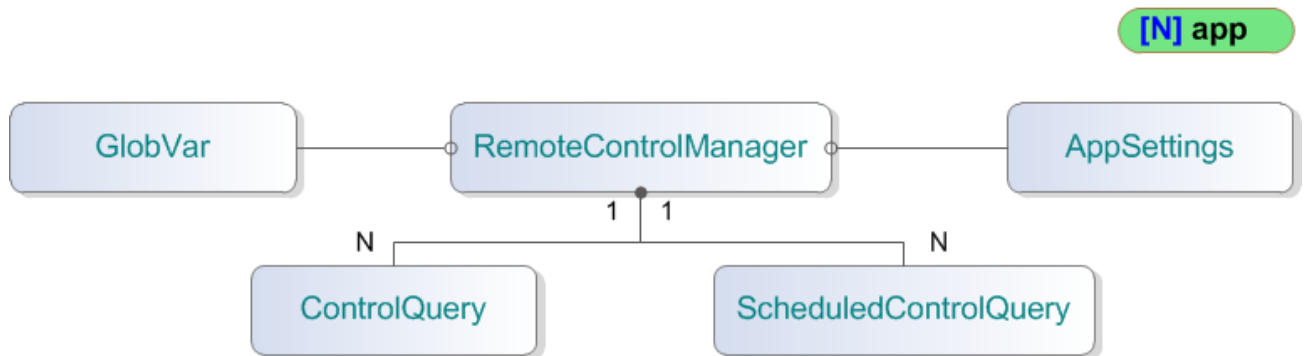 [N] app
GlobVar
RemoteControlManager
AppSettings
1 1
N N
ControlQuery
ScheduledControlQuery